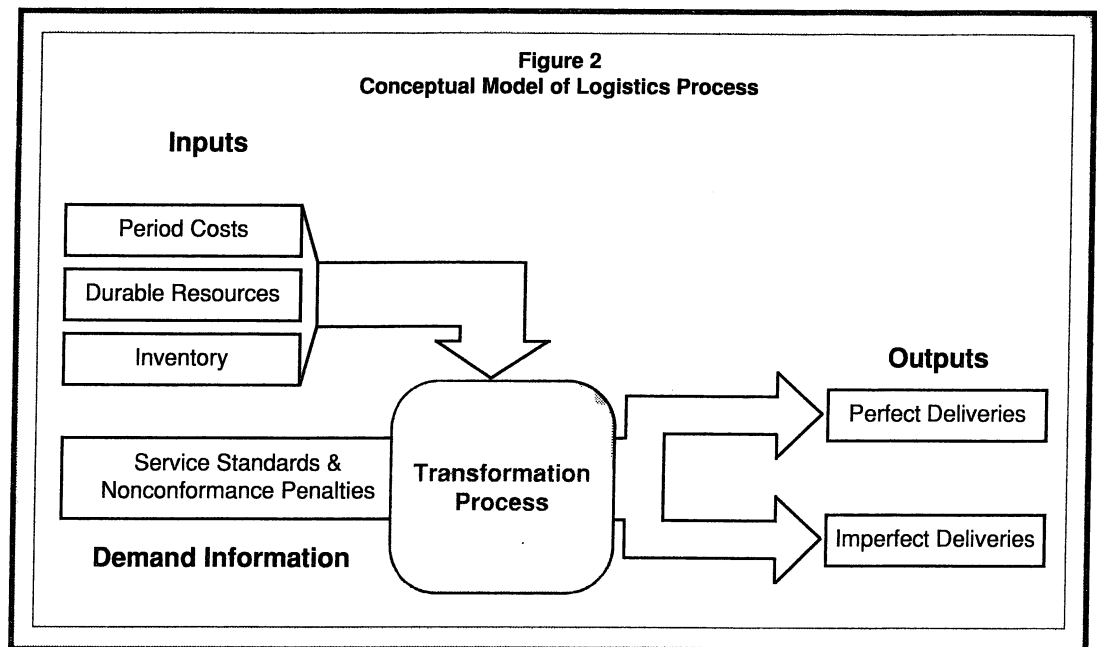 Figure 2
Conceptual Model of Logistics Process
Inputs
Period Costs
Durable Resources
Inventory
Service Standards &
Nonconformance Penalties
Demand Information
Transformation
Process
Outputs
Perfect Deliveries
Imperfect Deliveries